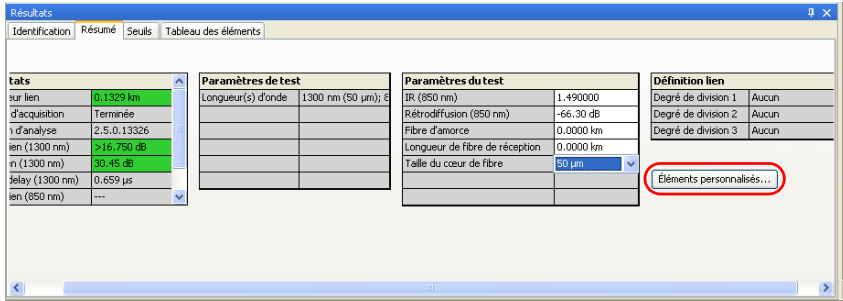 Résultats
Identification Résumé Seuils Tableau des éléments
tats
eur lien 0.1329 km
d'acquisition Terminée
n d'analyse 2.5.0.13326
ien (1300 nm) >16.750 dB
en (1300 nm) 30.45 dB
delay (1300 nm) 0.659 µs
ien (850 nm) ---
Paramètres de test
Longueur(s) d'onde 1300 nm (50 µm); 8
Paramètres du test
IR (850 nm) 1.490000
Rétrodiffusion (850 nm) -66.30 dB
Fibre d'amorce 0.0000 km
Longueur de fibre de réception 0.0000 km
Taille du cœur de fibre 50 µm
Définition lien
Degré de division 1 Aucun
Degré de division 2 Aucun
Degré de division 3 Aucun
Éléments personnalisés...